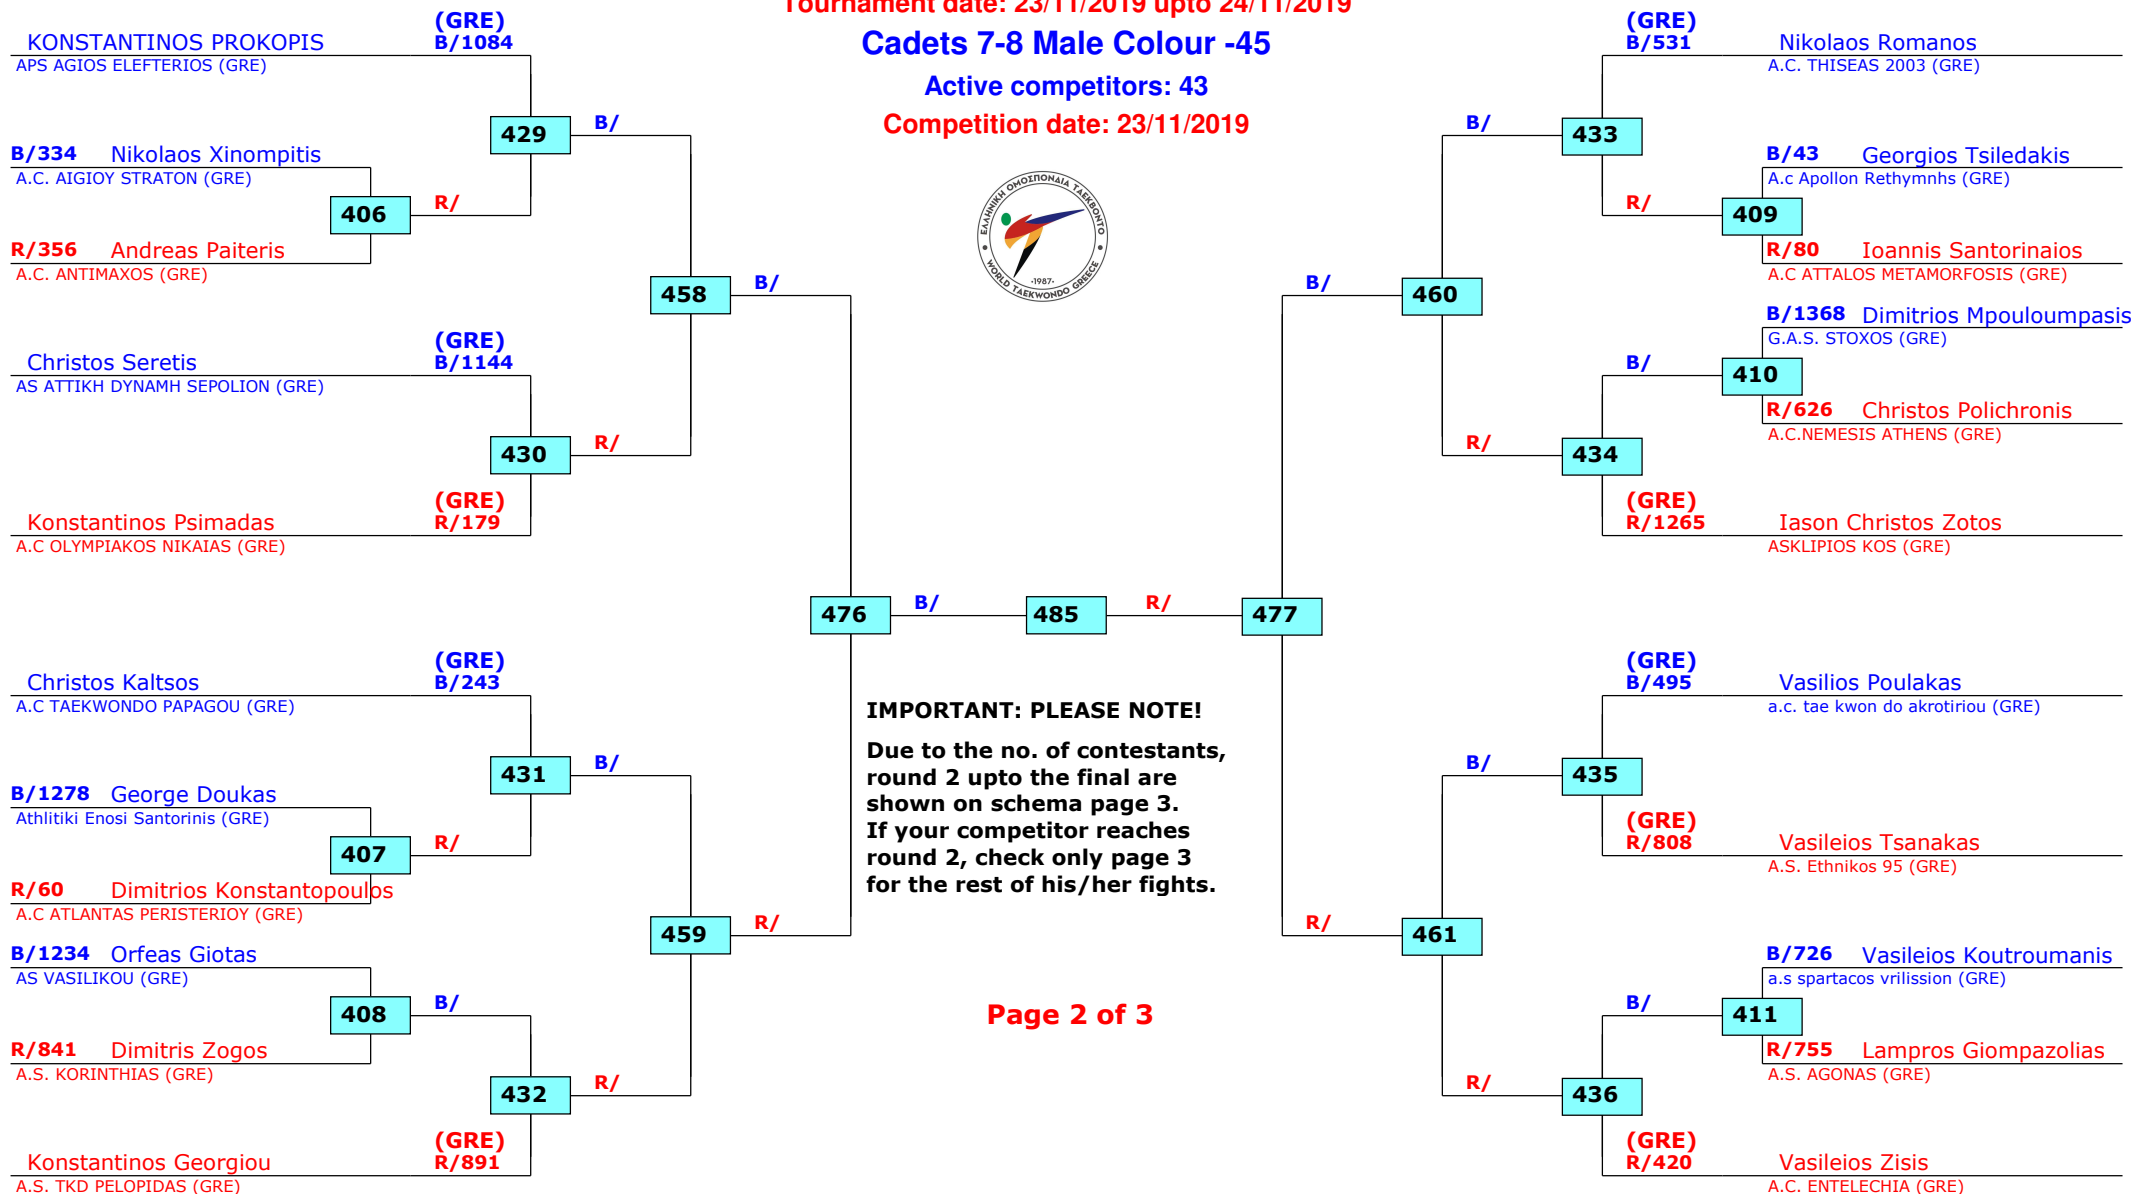 Tournament date: 23/11/2019 upto 24/11/2019
Cadets 7-8 Male Colour -45
Active competitors: 43
Competition date: 23/11/2019
ΕΛΛΗΝΙΚΗ ΟΜΟΣΠΟΝΔΙΑ ΤΑΕΚΒΟΝΤΟ
·1987·
WORLD TAEKWONDO GREECE
(GRE)
KONSTANTINOS PROKOPIS B/1084
APS AGIOS ELEFTERIOS (GRE)
429 B/
B/334 Nikolaos Xinompitis
A.C. AIGIOY STRATON (GRE)
406 R/
R/356 Andreas Paiteris
A.C. ANTIMAXOS (GRE)
458 B/
(GRE)
Christos Seretis B/1144
AS ATTIKH DYNAMH SEPOLION (GRE)
430 R/
(GRE)
Konstantinos Psimadas R/179
A.C OLYMPIAKOS NIKAIAS (GRE)
476 B/ 485 R/ 477
(GRE)
Christos Kaltsos B/243
A.C TAEKWONDO PAPAGOU (GRE)
431 B/
B/1278 George Doukas
Athlitiki Enosi Santorinis (GRE)
407 R/
R/60 Dimitrios Konstantopoulos
A.C ATLANTAS PERISTERIOY (GRE)
459 R/
B/1234 Orfeas Giotas
AS VASILIKOU (GRE)
408 B/
R/841 Dimitris Zogos
A.S. KORINTHIAS (GRE)
432 R/
(GRE)
Konstantinos Georgiou R/891
A.S. TKD PELOPIDAS (GRE)
IMPORTANT: PLEASE NOTE!
Due to the no. of contestants,
round 2 upto the final are
shown on schema page 3.
If your competitor reaches
round 2, check only page 3
for the rest of his/her fights.
Page 2 of 3
(GRE)
B/531 Nikolaos Romanos
A.C. THISEAS 2003 (GRE)
B/ 433
B/43 Georgios Tsiledakis
A.c Apollon Rethymnhs (GRE)
R/ 409
R/80 Ioannis Santorinaios
A.C ATTALOS METAMORFOSIS (GRE)
B/ 460
B/1368 Dimitrios Mpouloumpasis
G.A.S. STOXOS (GRE)
B/ 410
R/626 Christos Polichronis
A.C.NEMESIS ATHENS (GRE)
R/ 434
(GRE)
R/1265 Iason Christos Zotos
ASKLIPIOS KOS (GRE)
(GRE)
B/495 Vasilios Poulakas
a.c. tae kwon do akrotiriou (GRE)
B/ 435
(GRE)
R/808 Vasileios Tsanakas
A.S. Ethnikos 95 (GRE)
R/ 461
B/726 Vasileios Koutroumanis
a.s spartacos vrilission (GRE)
B/ 411
R/755 Lampros Giompazolias
A.S. AGONAS (GRE)
R/ 436
(GRE)
R/420 Vasileios Zisis
A.C. ENTELECHIA (GRE)